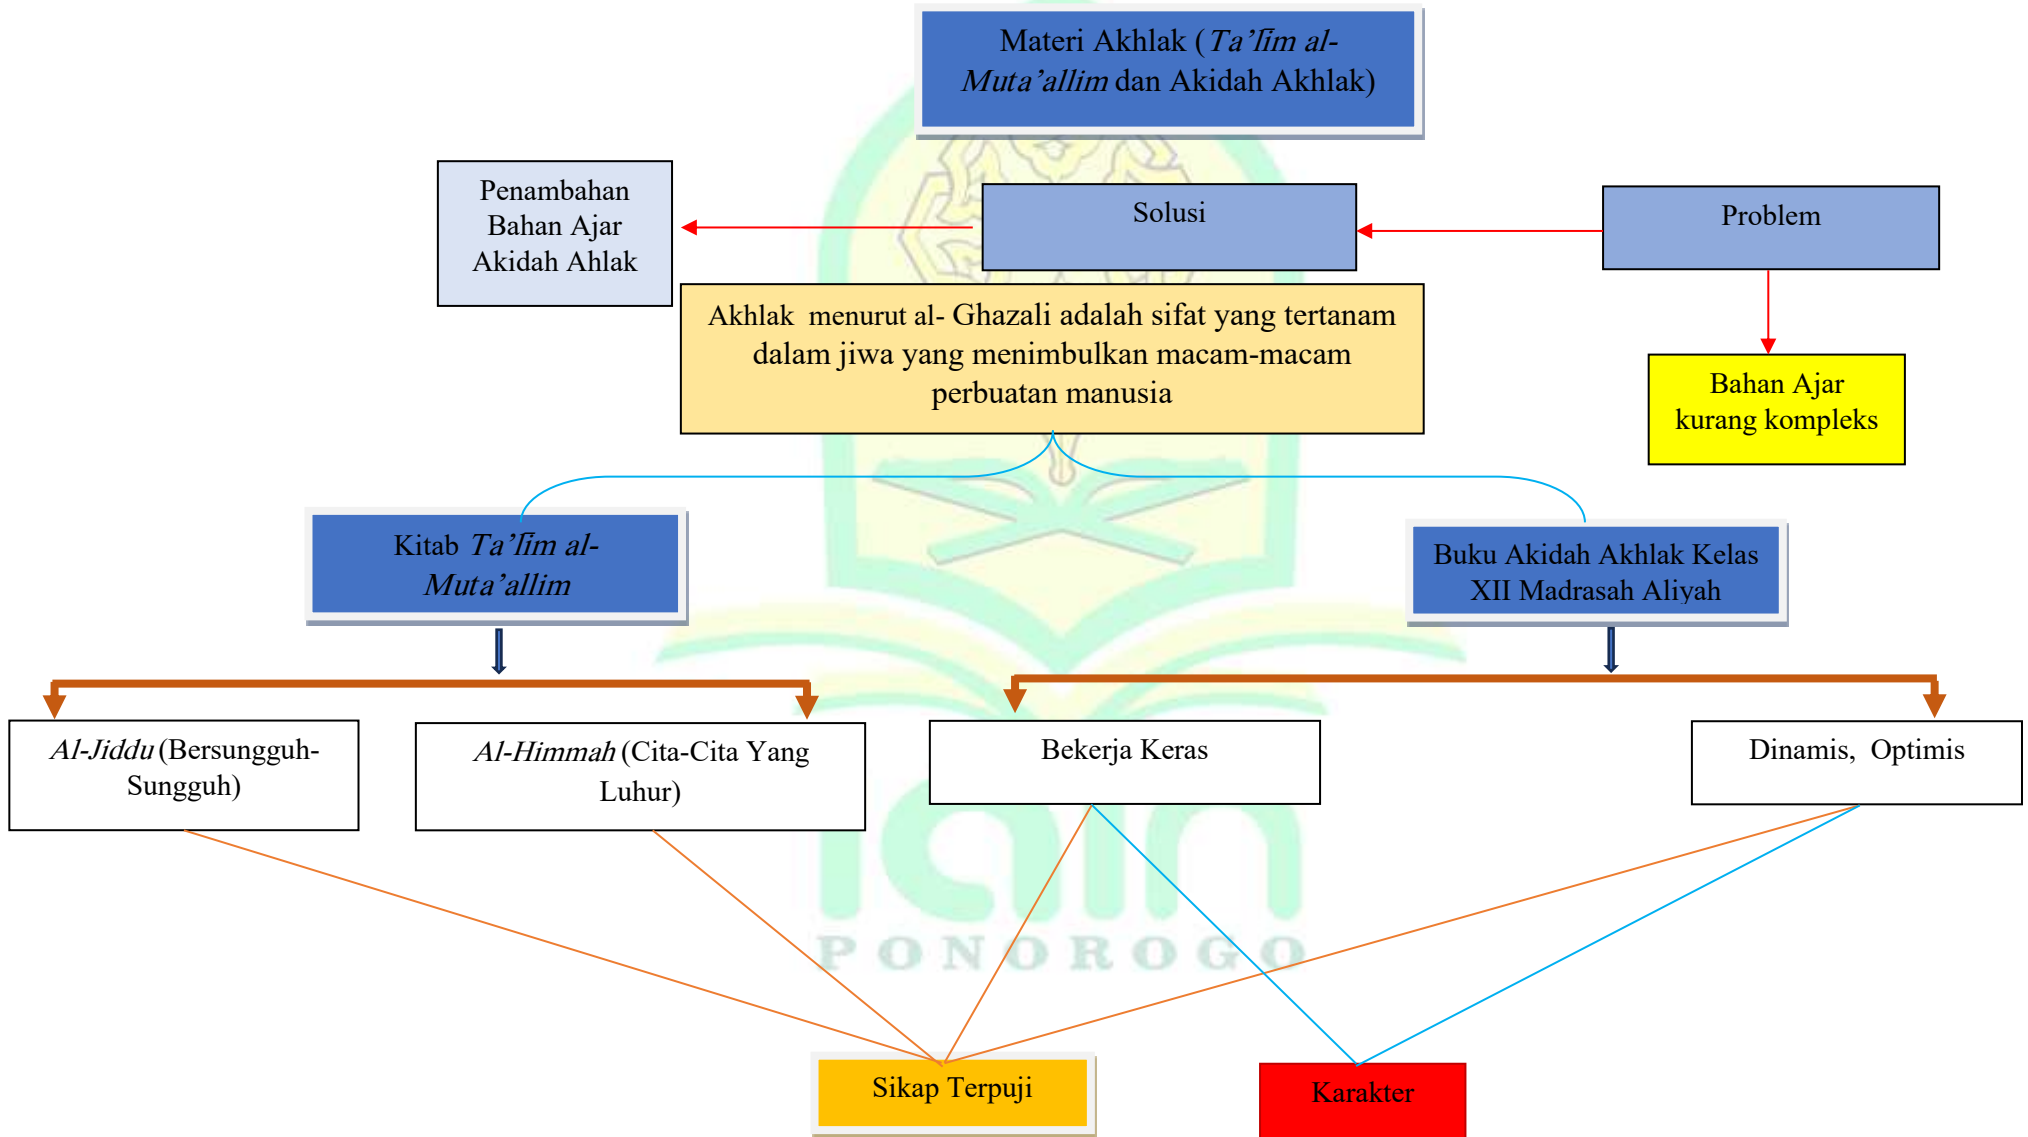 Materi Akhlak (Ta’līm al-
Muta’allim dan Akidah Akhlak)
Penambahan
Bahan Ajar
Akidah Ahlak
Solusi
Problem
Akhlak menurut al- Ghazali adalah sifat yang tertanam
dalam jiwa yang menimbulkan macam-macam
perbuatan manusia
Bahan Ajar
kurang kompleks
Kitab Ta’līm al-
Muta’allim
Buku Akidah Akhlak Kelas
XII Madrasah Aliyah
Al-Jiddu (Bersungguh-
Sungguh)
Al-Himmah (Cita-Cita Yang
Luhur)
Bekerja Keras
Dinamis, Optimis
iain
PONOROGO
Sikap Terpuji
Karakter